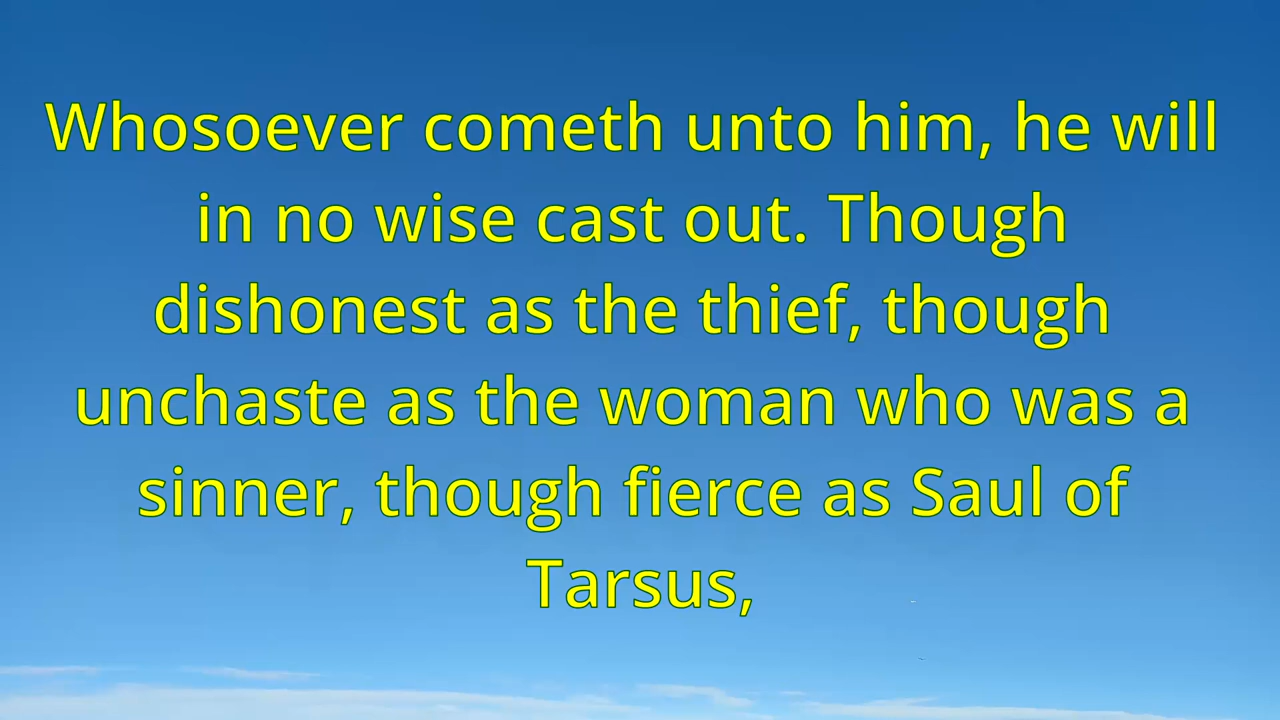 Whosoever cometh unto him, he will
in no wise cast out. Though
dishonest as the thief, though
unchaste as the woman who was a
sinner, though fierce as Saul of
Tarsus,